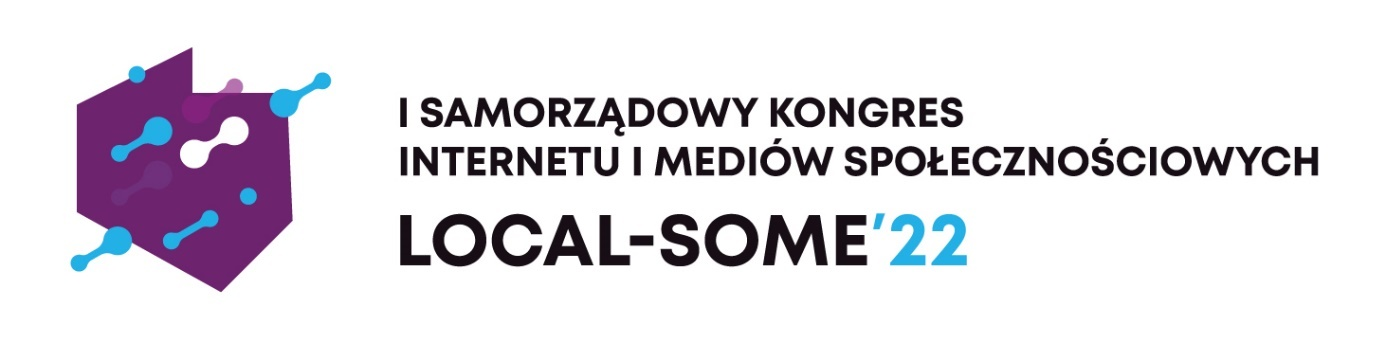 I SAMORZĄDOWY KONGRES
INTERNETU I MEDIÓW SPOŁECZNOŚCIOWYCH
LOCAL-SOME'22